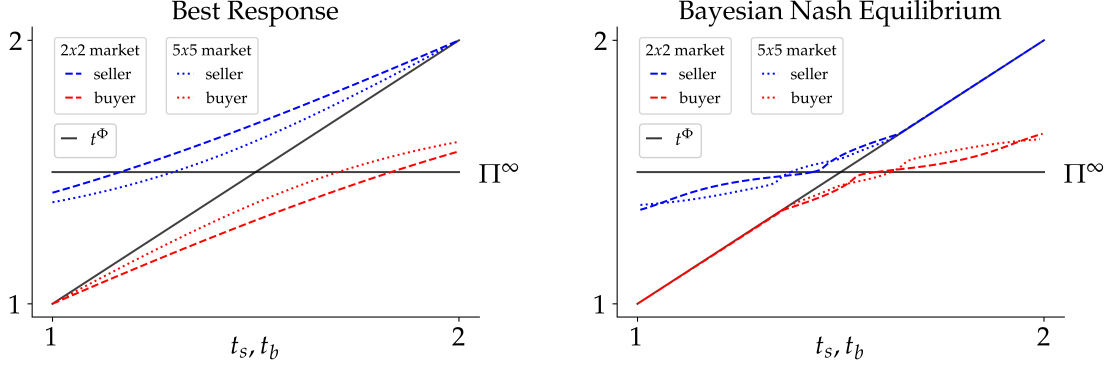 Best Response
2
2x2 market
seller
buyer
5x5 market
seller
buyer
t^Φ
Π^∞
1
1
2
t_s, t_b
Bayesian Nash Equilibrium
2
2x2 market
seller
buyer
5x5 market
seller
buyer
t^Φ
Π^∞
1
1
2
t_s, t_b